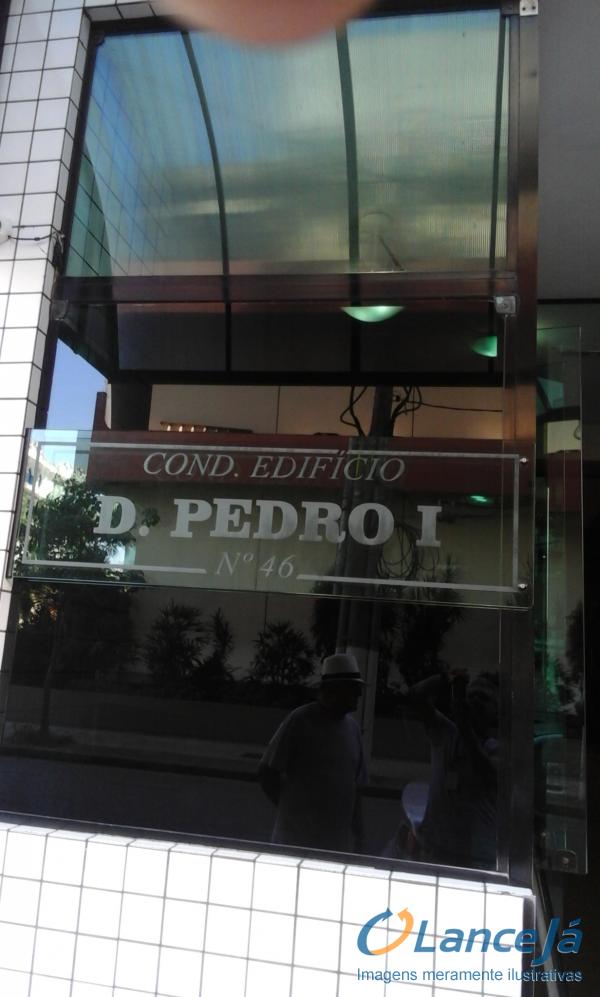 COND. EDIFÍCIO
D. PEDRO I
Nº 46
LanceJá
Imagens meramente ilustrativas